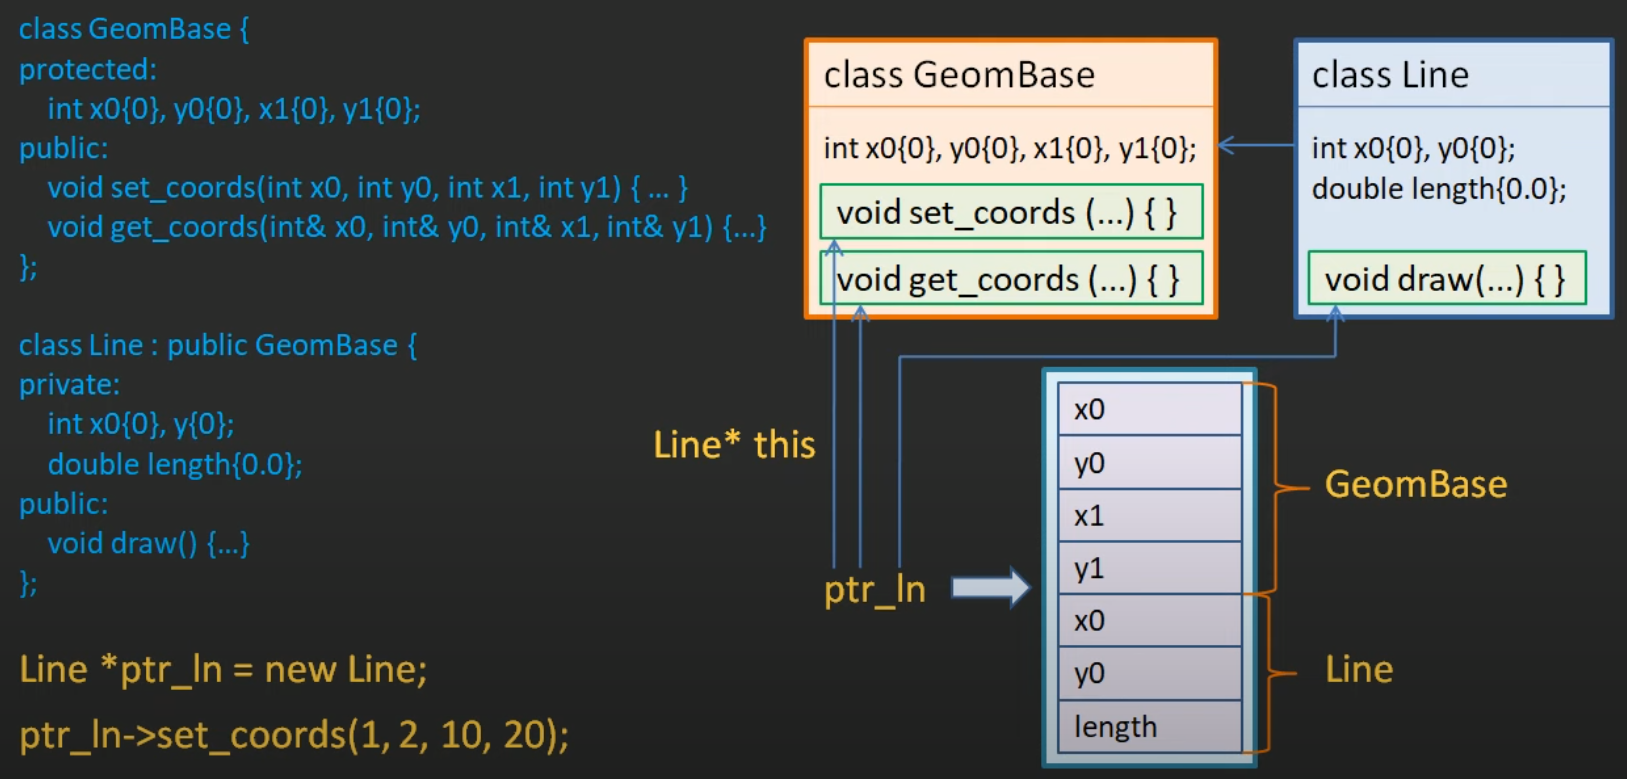 class GeomBase {
protected:
int x0{0}, y0{0}, x1{0}, y1{0};
public:
void set_coords(int x0, int y0, int x1, int y1) { ... }
void get_coords(int& x0, int& y0, int& x1, int& y1) {...}
};
class Line : public GeomBase {
private:
int x0{0}, y{0};
double length{0.0};
public:
void draw() {...}
};
Line *ptr_ln = new Line;
ptr_ln->set_coords(1, 2, 10, 20);
class GeomBase
int x0{0}, y0{0}, x1{0}, y1{0};
void set_coords (...) { }
void get_coords (...) { }
class Line
int x0{0}, y0{0};
double length{0.0};
void draw(...) { }
Line* this
ptr_ln
x0
y0
x1
y1
x0
y0
length
GeomBase
Line